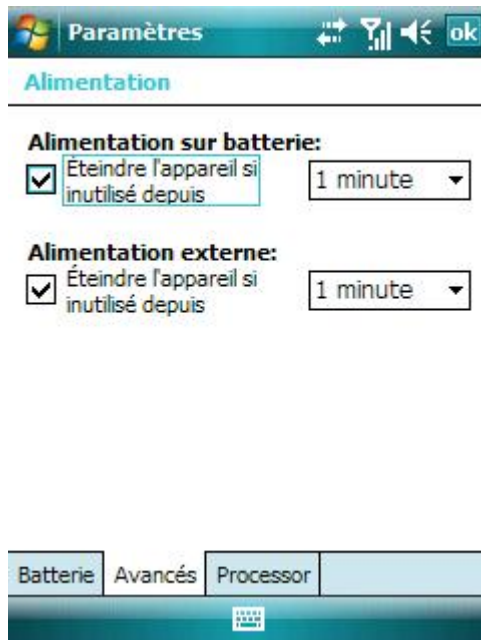 Paramètres
ok
Alimentation
Alimentation sur batterie:
Éteindre l'appareil si
inutilisé depuis
1 minute
Alimentation externe:
Éteindre l'appareil si
inutilisé depuis
1 minute
Batterie Avancés Processor